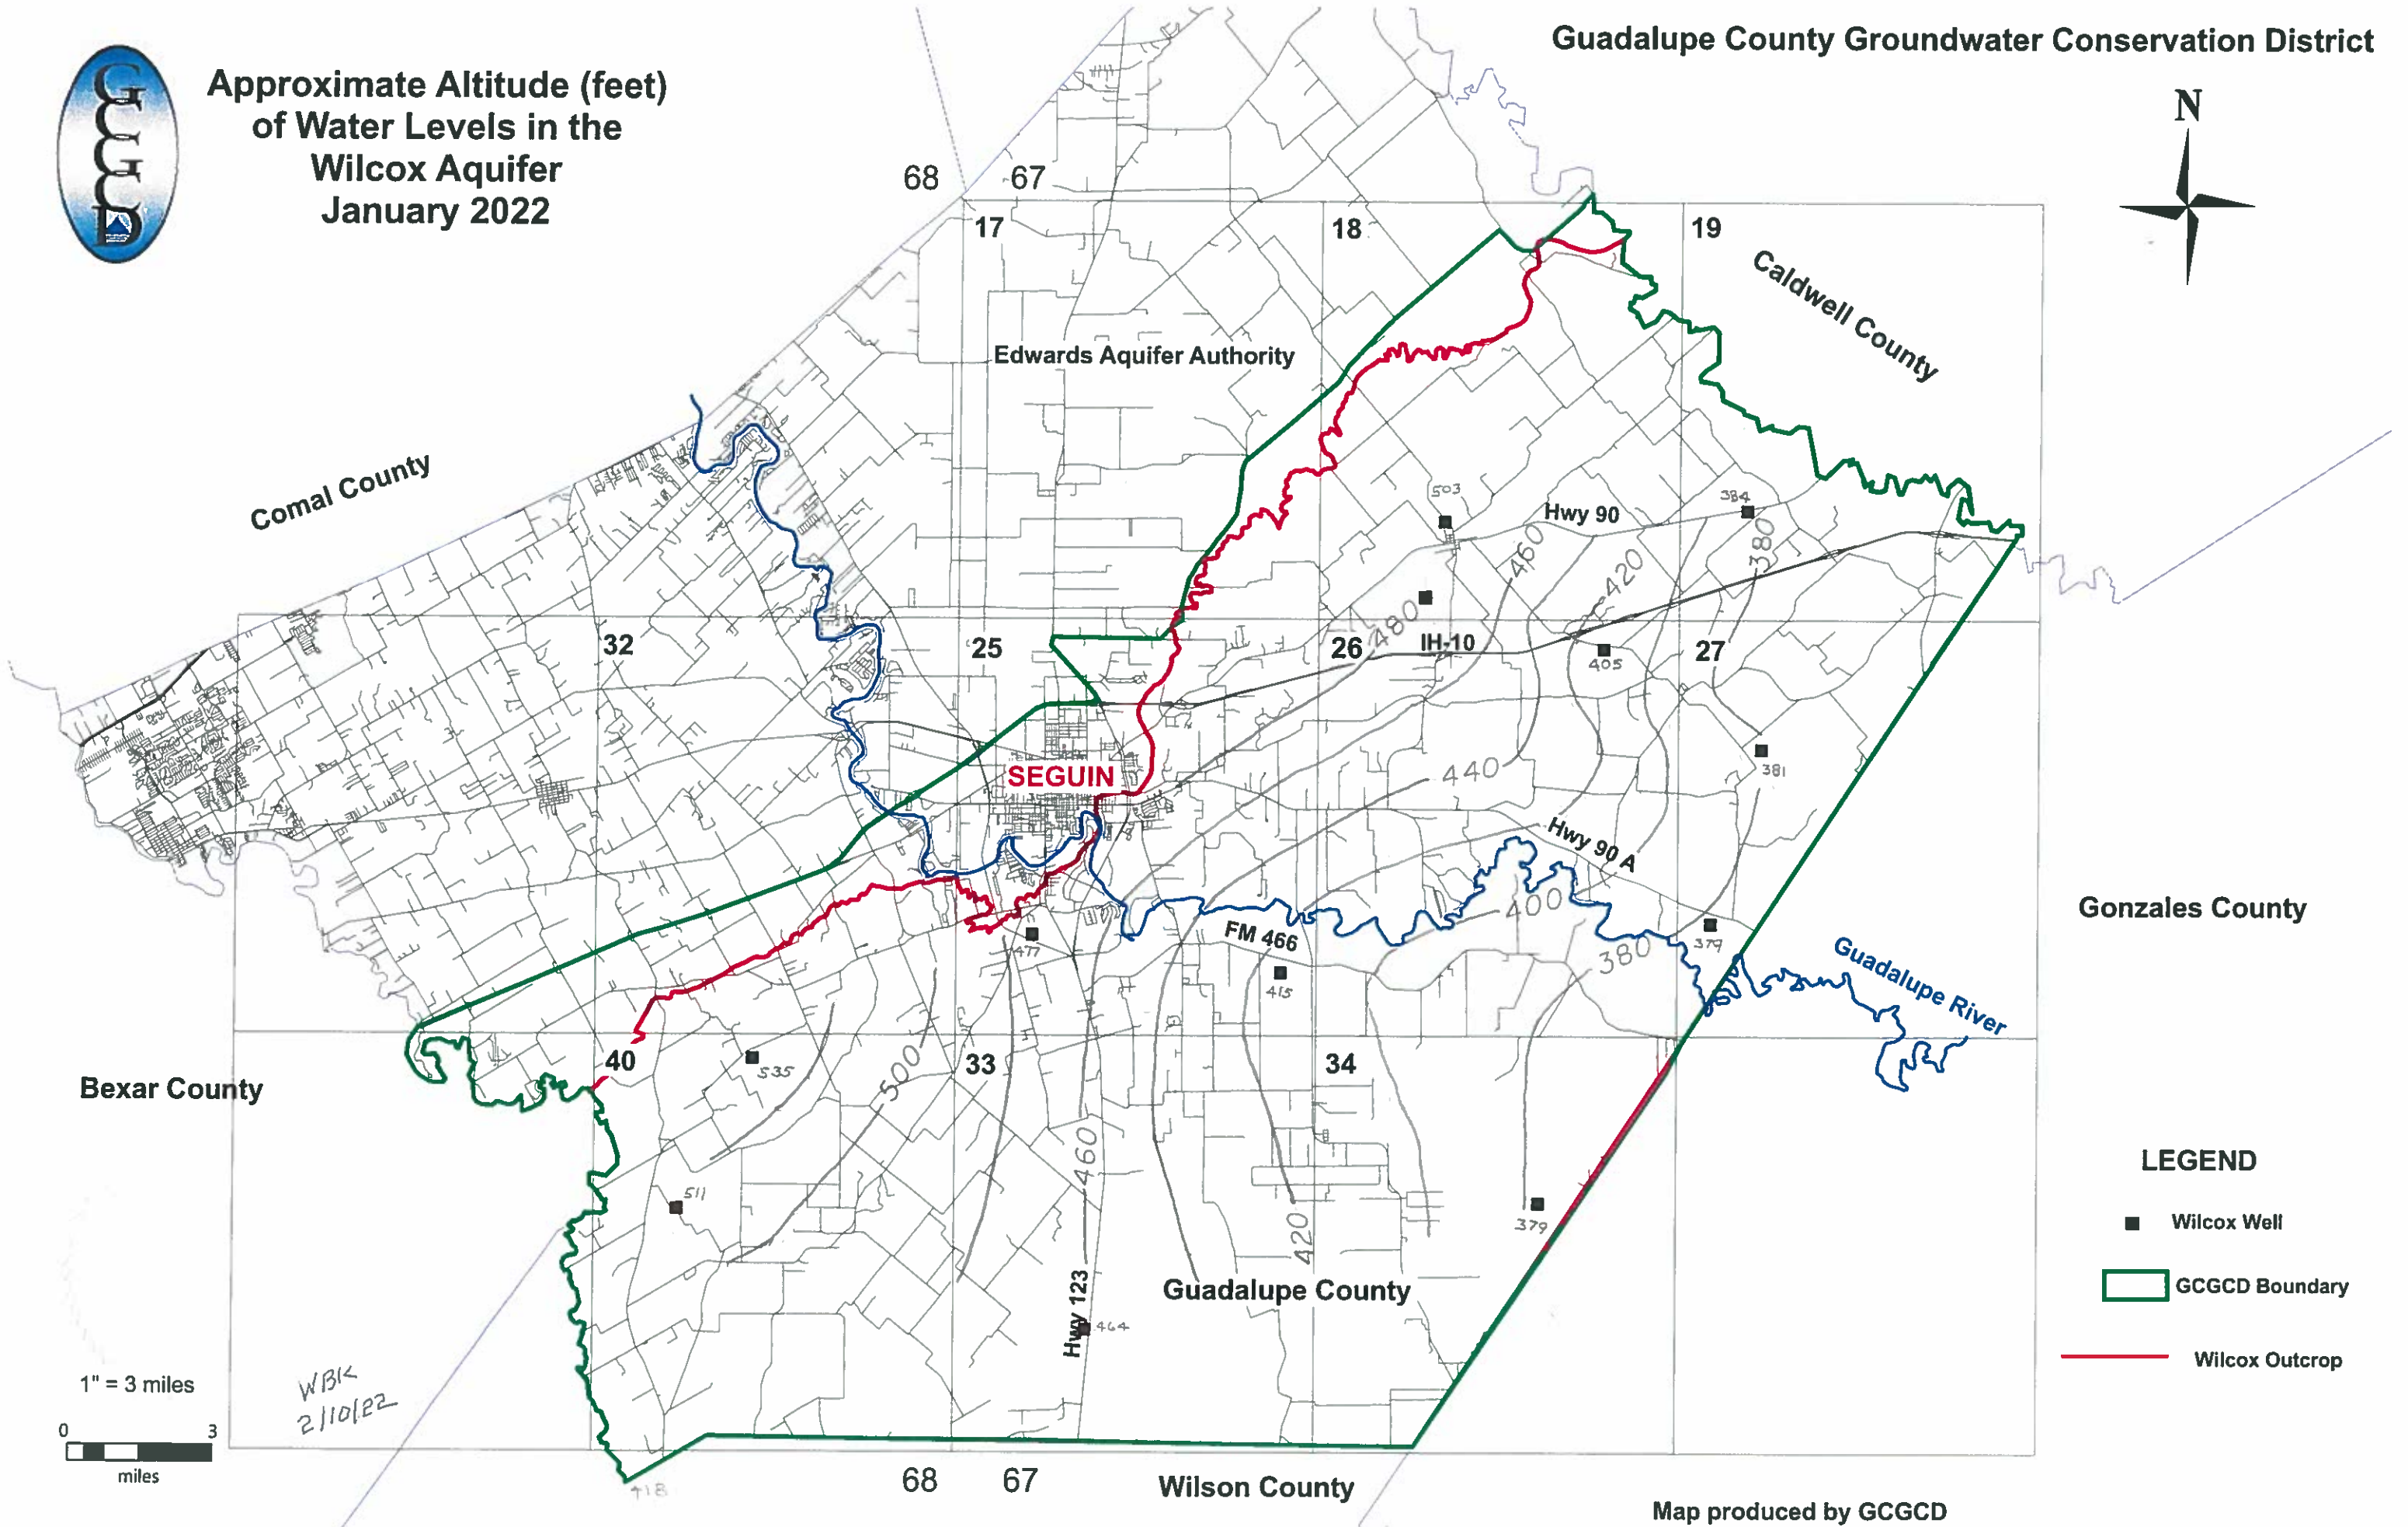 Guadalupe County Groundwater Conservation District
GCGCD
Approximate Altitude (feet)
of Water Levels in the
Wilcox Aquifer
January 2022
N
68
67
17
18
19
Caldwell County
Edwards Aquifer Authority
Comal County
503
Hwy 90
384
460
420
380
32
25
26
480
IH-10
405
27
SEGUIN
440
381
Hwy 90 A
400
Gonzales County
FM 466
477
415
380
379
Guadalupe River
Bexar County
40
535
500
33
34
511
460
420
379
LEGEND
Wilcox Well
GCGCD Boundary
Wilcox Outcrop
Guadalupe County
Hwy 123
464
1" = 3 miles
0 3
miles
WBK
2/10/22
418
68
67
Wilson County
Map produced by GCGCD